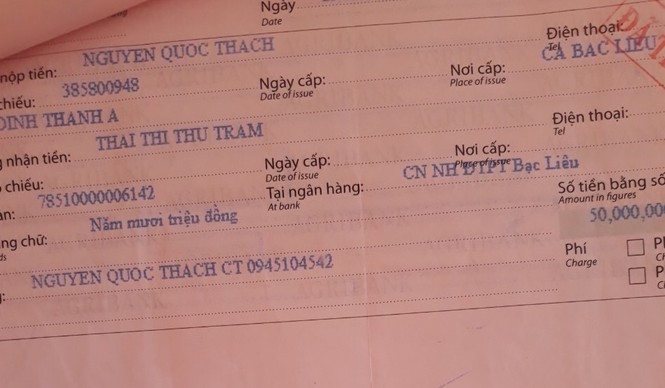 Ngày
Date
nộp tiền: NGUYEN QUOC THACH Điện thoại:
Tel
chiếu: 385800948 Ngày cấp: Nơi cấp: CA BAC LIEU
Date of issue Place of issue
DINH THANH A
nhận tiền: THAI THI THU TRAM Điện thoại:
Tel
chiếu: Ngày cấp: Nơi cấp:
Date of issue Place of issue
78510000006142 Tại ngân hàng: CN NH ĐTPT Bạc Liêu Số tiền bằng số
At bank Amount in figures
chữ: Năm mươi triệu đồng 50,000,00
Phí
Charge
NGUYEN QUOC THACH CT 0945104542